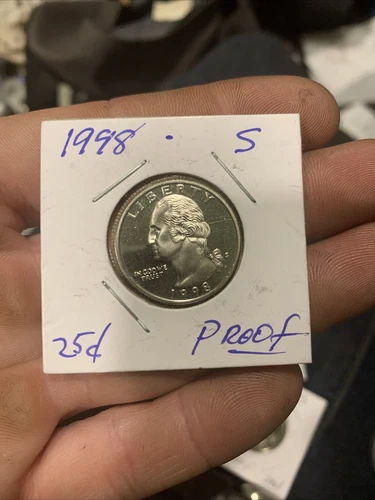 1998 . S
LIBERTY
IN GOD WE
TRUST
S
1998
25¢ PROOF